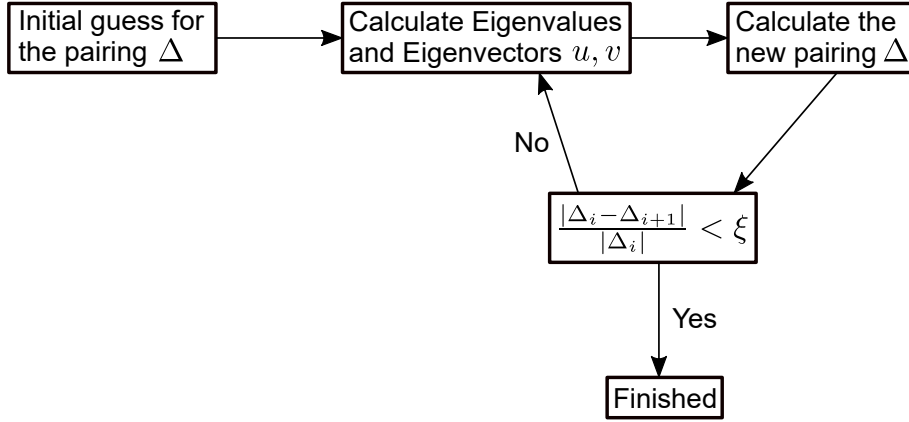 Initial guess for
the pairing Δ
Calculate Eigenvalues
and Eigenvectors u, v
Calculate the
new pairing Δ
No
|Δ_i − Δ_{i+1}| / |Δ_i| < ξ
Yes
Finished